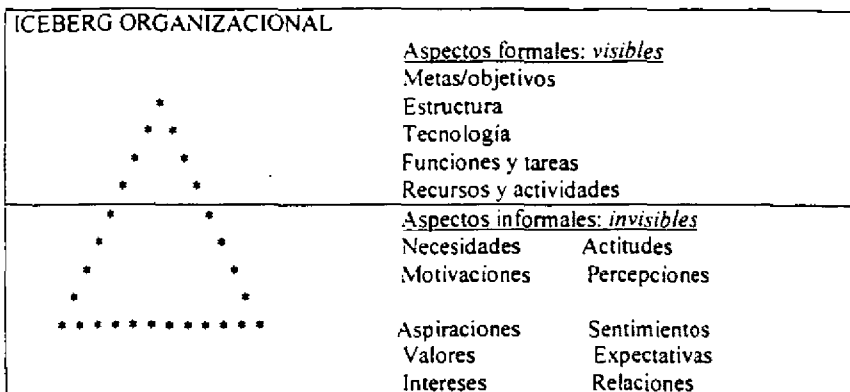 ICEBERG ORGANIZACIONAL
Aspectos formales: visibles
Metas/objetivos
Estructura
Tecnología
Funciones y tareas
Recursos y actividades
Aspectos informales: invisibles
Necesidades Actitudes
Motivaciones Percepciones
Aspiraciones Sentimientos
Valores Expectativas
Intereses Relaciones